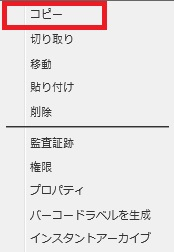 コピー
切り取り
移動
貼り付け
削除
監査証跡
権限
プロパティ
バーコードラベルを生成
インスタントアーカイブ